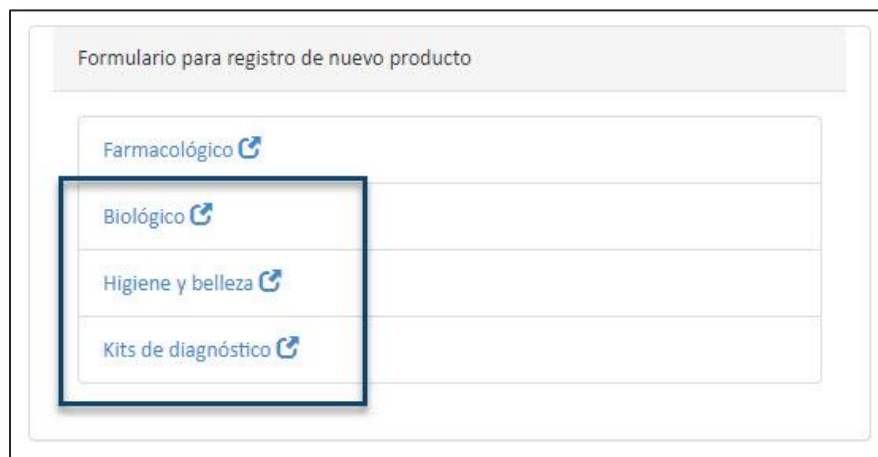 Formulario para registro de nuevo producto
Farmacológico
Biológico
Higiene y belleza
Kits de diagnóstico